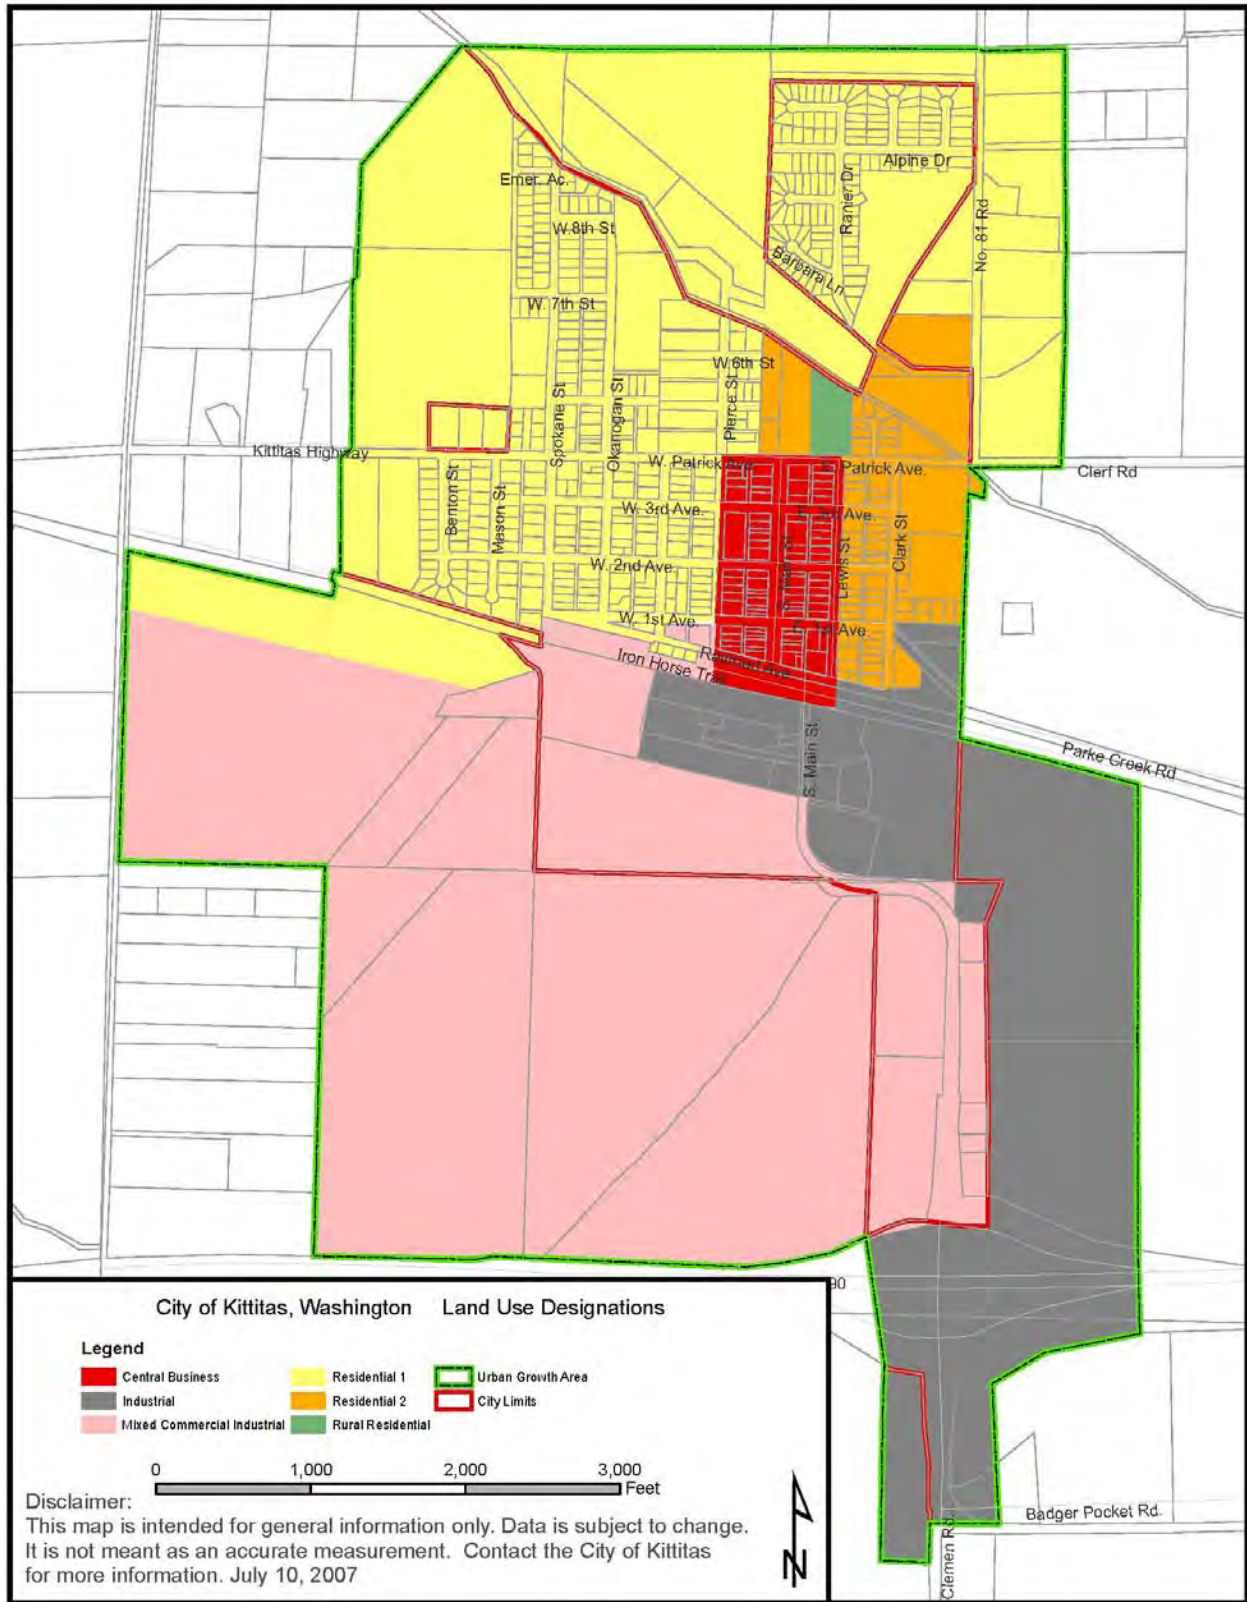 Alpine Dr
Emer. Ac.
Ranier Dr
No. 81 Rd
W.8th St
Barbara Ln.
W. 7th St
W.6th St
Spokane St
Okanogan St
Pierce St
Kittitas Highway
W. Patrick Ave.
E. Patrick Ave.
Clerf Rd
Benton St
Mason St.
W. 3rd Ave.
3rd Ave.
Clark St
W. 2nd Ave.
Lewis St
W. 1st Ave.
1st Ave.
Railroad Ave
Iron Horse Trail
S. Main St.
Parke Creek Rd
90
City of Kittitas, Washington Land Use Designations
Legend
Central Business
Residential 1
Urban Growth Area
Industrial
Residential 2
City Limits
Mixed Commercial Industrial
Rural Residential
0 1,000 2,000 3,000
Feet
Disclaimer:
This map is intended for general information only. Data is subject to change.
It is not meant as an accurate measurement. Contact the City of Kittitas
for more information. July 10, 2007
N
Badger Pocket Rd.
Clemen Rd.